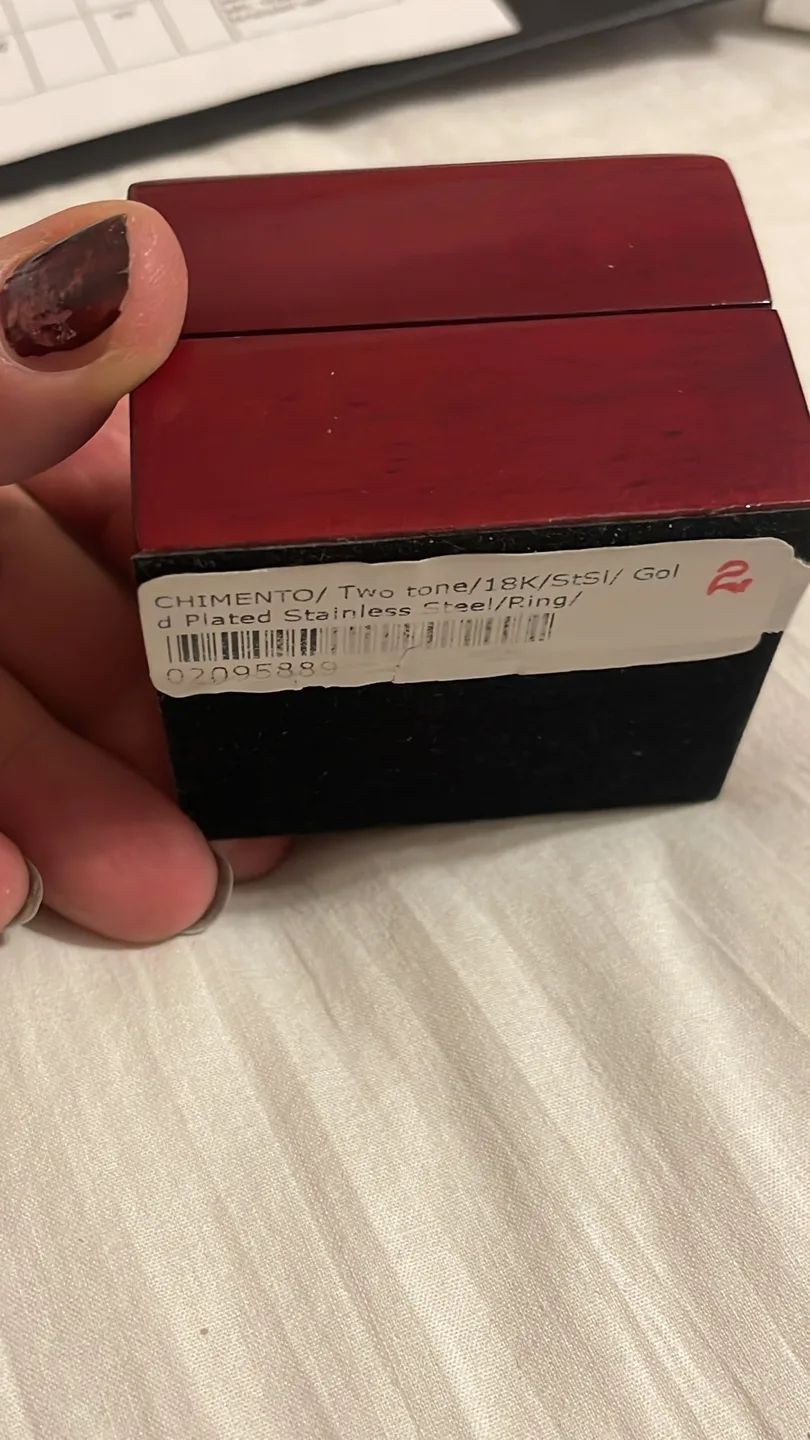 CHIMENTO/ Two tone/18K/StSl/ Gol
d Plated Stainless Steel/Ring/
02095889
2